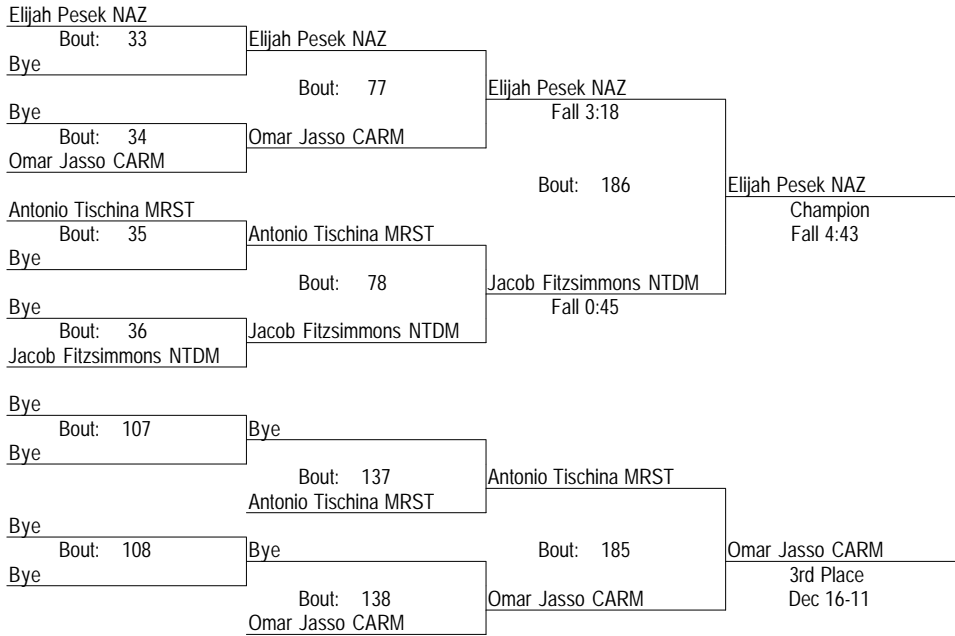 Elijah Pesek NAZ
Bout: 33
Elijah Pesek NAZ
Bye
Bout: 77
Elijah Pesek NAZ
Bye
Fall 3:18
Bout: 34
Omar Jasso CARM
Omar Jasso CARM
Bout: 186
Elijah Pesek NAZ
Antonio Tischina MRST
Champion
Bout: 35
Antonio Tischina MRST
Fall 4:43
Bye
Bout: 78
Jacob Fitzsimmons NTDM
Bye
Fall 0:45
Bout: 36
Jacob Fitzsimmons NTDM
Jacob Fitzsimmons NTDM
Bye
Bout: 107
Bye
Bye
Bout: 137
Antonio Tischina MRST
Antonio Tischina MRST
Bye
Bout: 108
Bye
Bout: 185
Omar Jasso CARM
Bye
3rd Place
Bout: 138
Omar Jasso CARM
Dec 16-11
Omar Jasso CARM